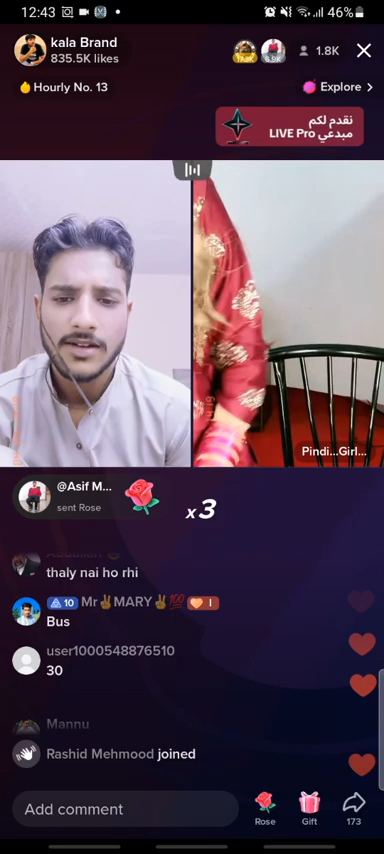 12:43
46%
kala Brand
835.5K likes
1.8K
Hourly No. 13
Explore >
نقدم لكم
مبدعي LIVE Pro
Pindi...Girl...
@Asif M...
sent Rose
x3
thaly nai ho rhi
10 Mr✌MARY✌💯 I
Bus
user1000548876510
30
Mannu
Rashid Mehmood joined
Add comment
Rose
Gift
173